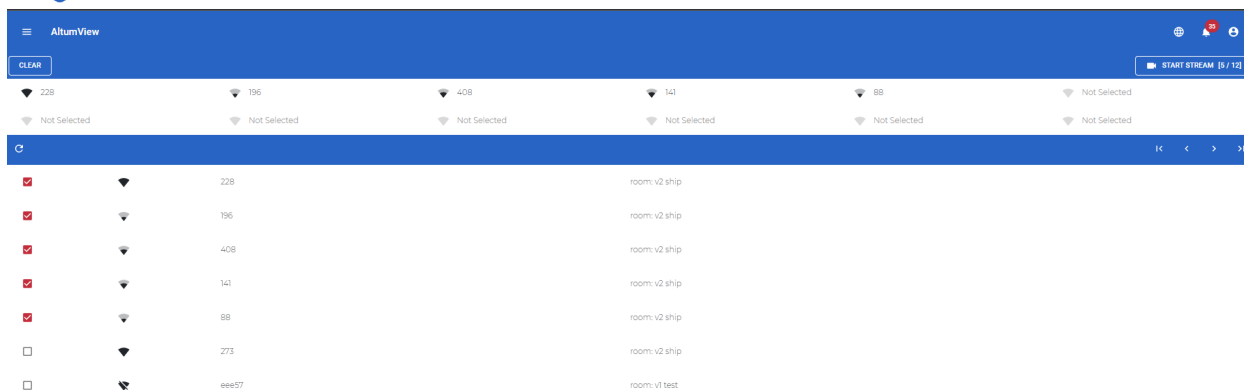 AltumView
35
CLEAR
START STREAM [5 / 12]
228 196 408 141 88 Not Selected
Not Selected Not Selected Not Selected Not Selected Not Selected Not Selected
228 room: v2 ship
196 room: v2 ship
408 room: v2 ship
141 room: v2 ship
88 room: v2 ship
273 room: v2 ship
eee57 room: v1 test